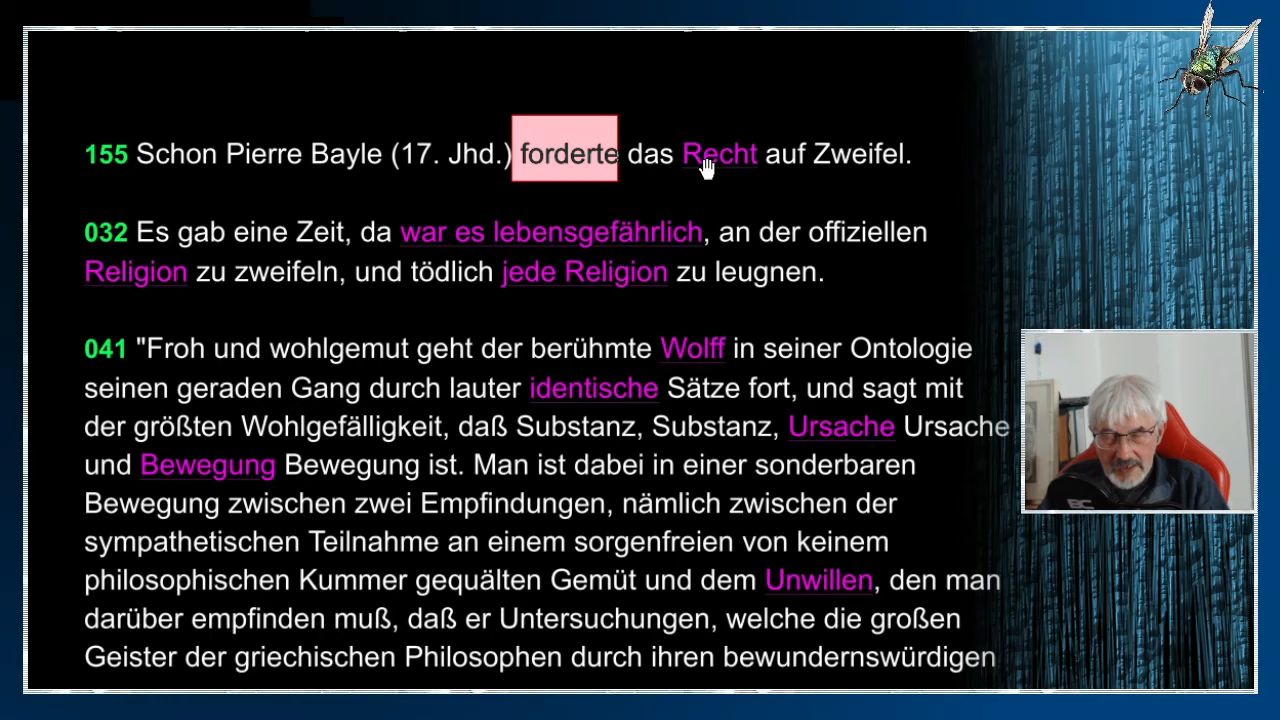 155 Schon Pierre Bayle (17. Jhd.) forderte das Recht auf Zweifel.
032 Es gab eine Zeit, da war es lebensgefährlich, an der offiziellen
Religion zu zweifeln, und tödlich jede Religion zu leugnen.
041 "Froh und wohlgemut geht der berühmte Wolff in seiner Ontologie
seinen geraden Gang durch lauter identische Sätze fort, und sagt mit
der größten Wohlgefälligkeit, daß Substanz, Substanz, Ursache Ursache
und Bewegung Bewegung ist. Man ist dabei in einer sonderbaren
Bewegung zwischen zwei Empfindungen, nämlich zwischen der
sympathetischen Teilnahme an einem sorgenfreien von keinem
philosophischen Kummer gequälten Gemüt und dem Unwillen, den man
darüber empfinden muß, daß er Untersuchungen, welche die großen
Geister der griechischen Philosophen durch ihren bewundernswürdigen